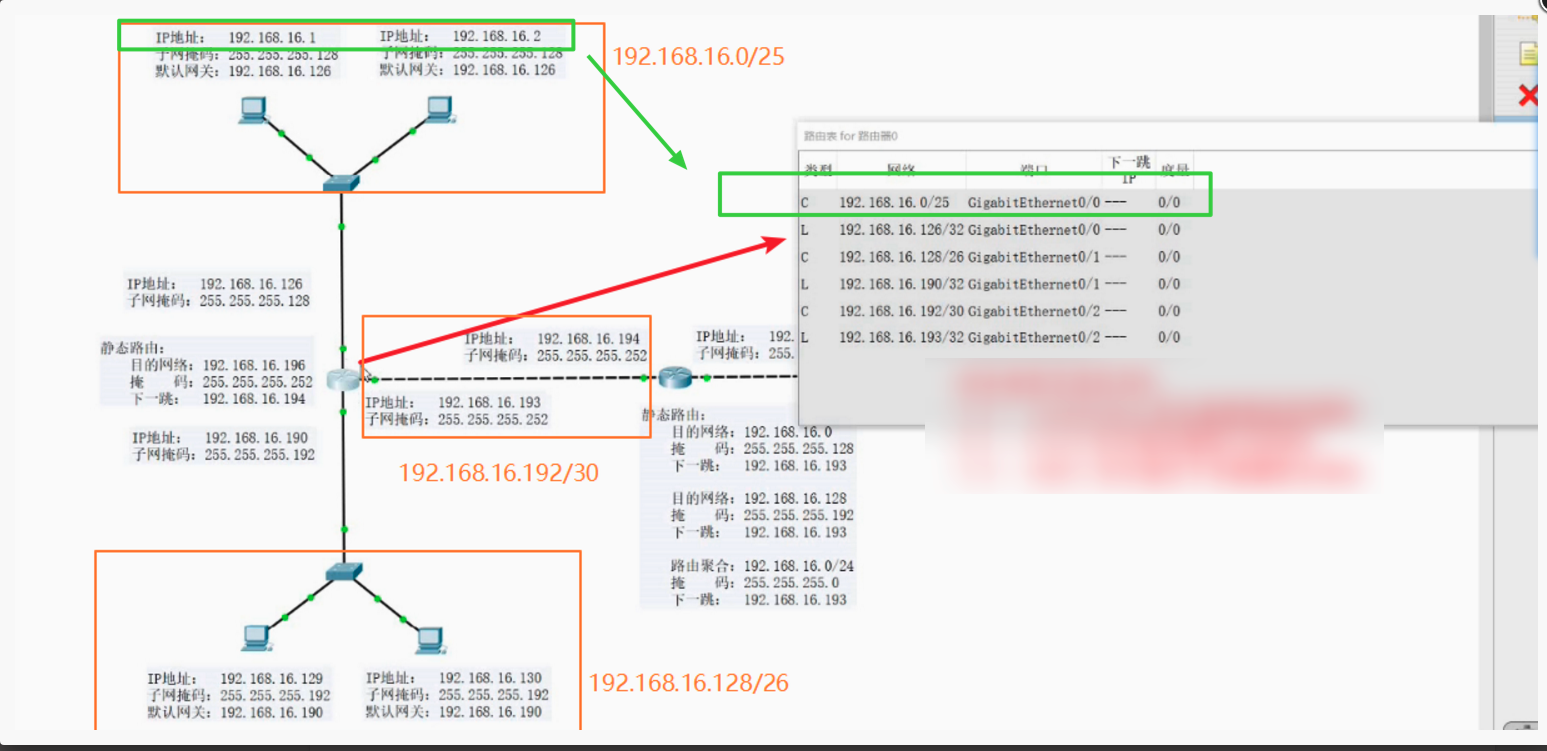 IP地址： 192.168.16.1
子网掩码：255.255.255.128
默认网关：192.168.16.126
IP地址： 192.168.16.2
子网掩码：255.255.255.128
默认网关：192.168.16.126
192.168.16.0/25
路由表 for 路由器0
类型 网络 端口 下一跳IP 度量
C 192.168.16.0/25 GigabitEthernet0/0 --- 0/0
L 192.168.16.126/32 GigabitEthernet0/0 --- 0/0
C 192.168.16.128/26 GigabitEthernet0/1 --- 0/0
L 192.168.16.190/32 GigabitEthernet0/1 --- 0/0
C 192.168.16.192/30 GigabitEthernet0/2 --- 0/0
L 192.168.16.193/32 GigabitEthernet0/2 --- 0/0
IP地址： 192.168.16.126
子网掩码：255.255.255.128
静态路由：
目的网络：192.168.16.196
掩 码：255.255.255.252
下一跳： 192.168.16.194
IP地址： 192.168.16.190
子网掩码：255.255.255.192
IP地址： 192.168.16.194
子网掩码：255.255.255.252
IP地址： 192.168.16.193
子网掩码：255.255.255.252
192.168.16.192/30
IP地址： 192.
子网掩码：255.
静态路由：
目的网络：192.168.16.0
掩 码：255.255.255.128
下一跳： 192.168.16.193
目的网络：192.168.16.128
掩 码：255.255.255.192
下一跳： 192.168.16.193
路由聚合：192.168.16.0/24
掩 码：255.255.255.0
下一跳： 192.168.16.193
IP地址： 192.168.16.129
子网掩码：255.255.255.192
默认网关：192.168.16.190
IP地址： 192.168.16.130
子网掩码：255.255.255.192
默认网关：192.168.16.190
192.168.16.128/26